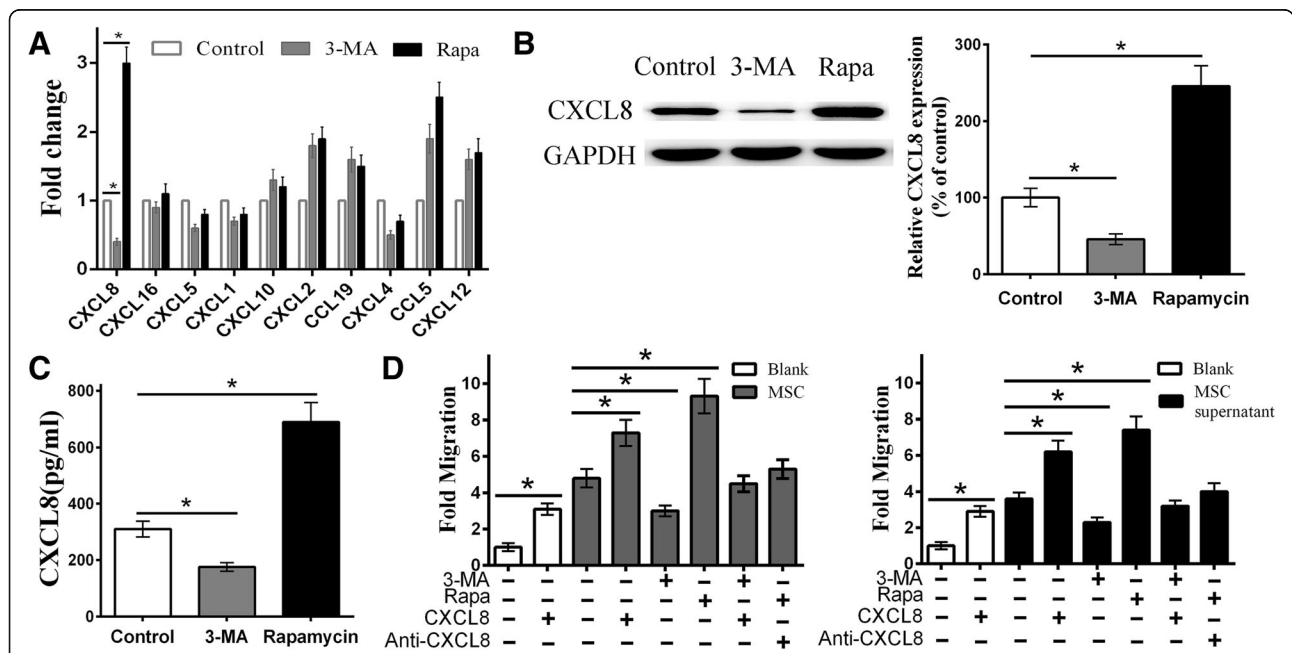 A
Control 3-MA Rapa
*
*
Fold change
3
2
1
0
CXCL8 CXCL16 CXCL5 CXCL1 CXCL10 CXCL2 CCL19 CXCL4 CCL5 CXCL12
B
Control 3-MA Rapa
CXCL8
GAPDH
Relative CXCL8 expression
(% of control)
300
200
100
0
*
*
Control 3-MA Rapamycin
C
CXCL8(pg/ml)
800
600
400
200
0
*
*
Control 3-MA Rapamycin
D
Fold Migration
10
8
6
4
2
0
Blank
MSC
*
*
*
*
3-MA − − − − + − + −
Rapa − − − − − + − +
CXCL8 − + − + − − + −
Anti-CXCL8 − − − − − − − +
Fold Migration
10
8
6
4
2
0
Blank
MSC
supernatant
*
*
*
*
3-MA − − − − + − + −
Rapa − − − − − + − +
CXCL8 − + − + − − + −
Anti-CXCL8 − − − − − − − +